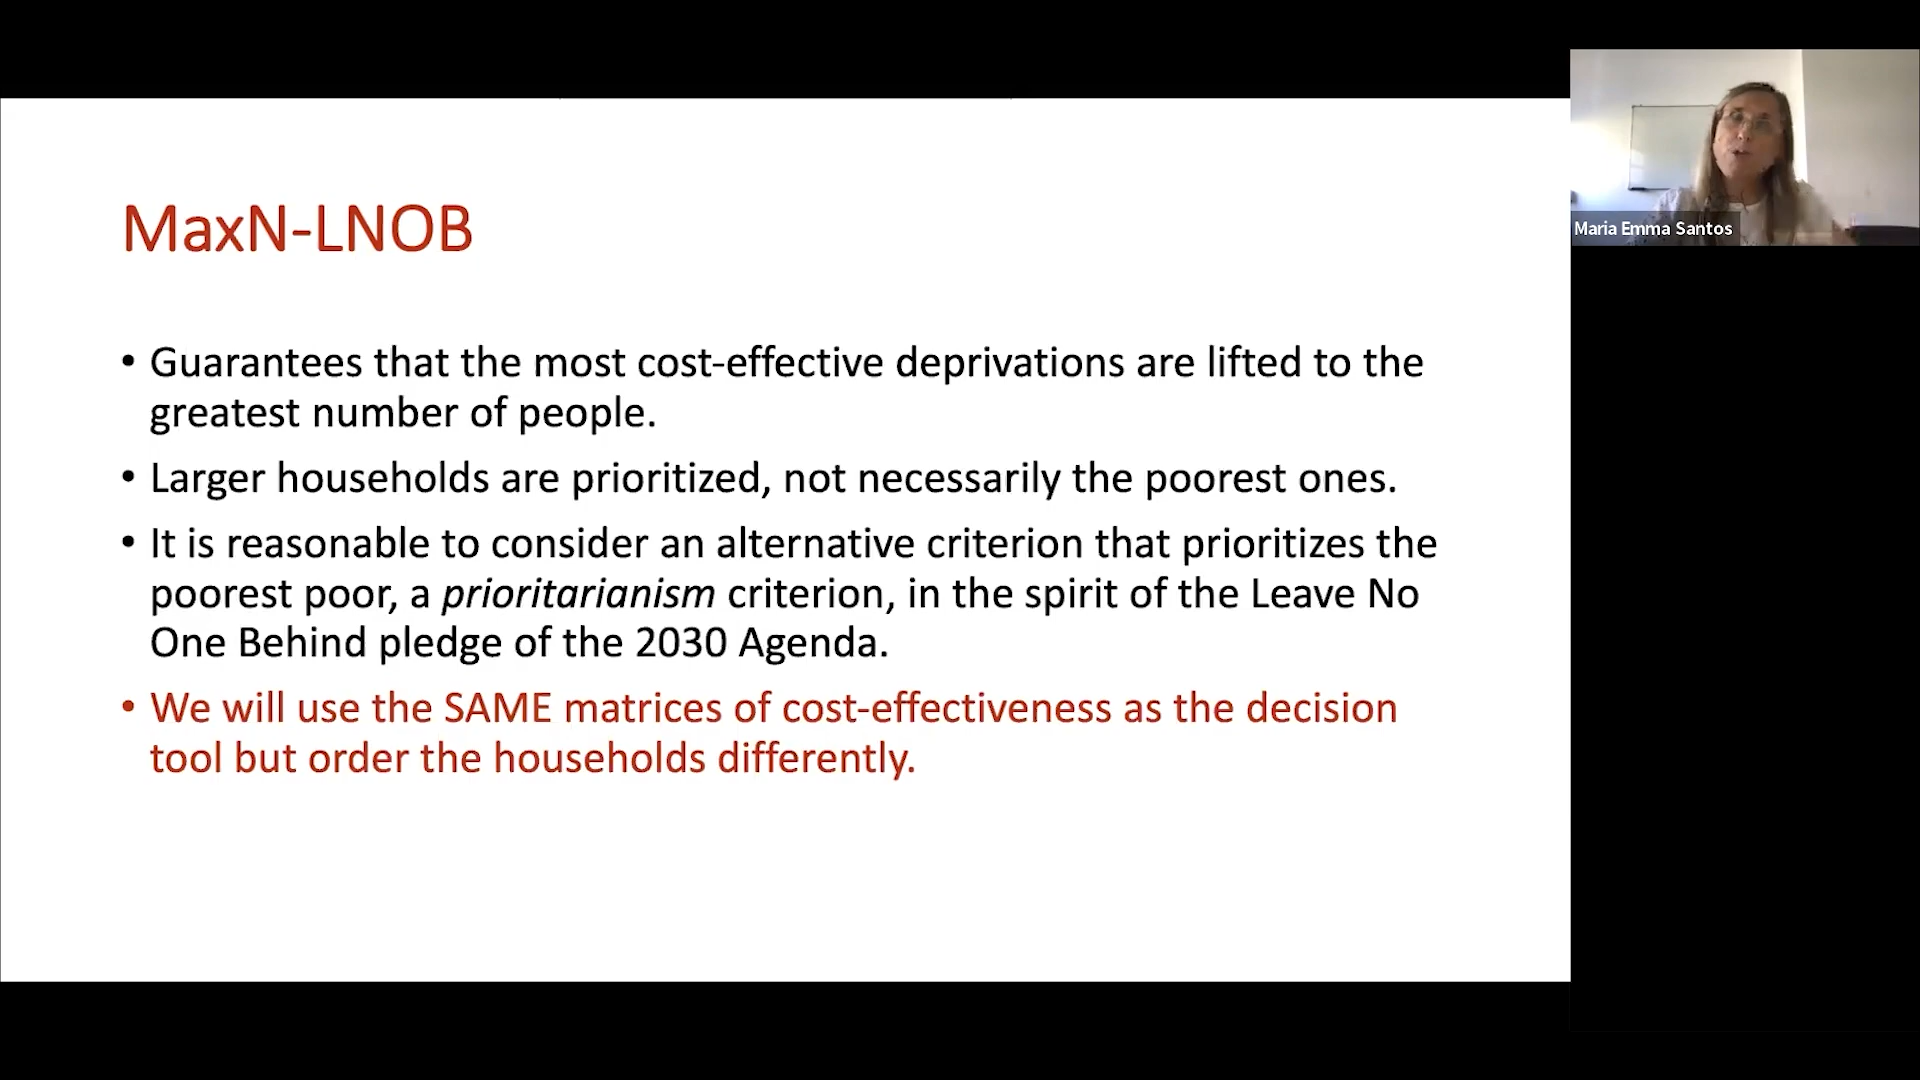 MaxN-LNOB
• Guarantees that the most cost-effective deprivations are lifted to the
greatest number of people.
• Larger households are prioritized, not necessarily the poorest ones.
• It is reasonable to consider an alternative criterion that prioritizes the
poorest poor, a prioritarianism criterion, in the spirit of the Leave No
One Behind pledge of the 2030 Agenda.
• We will use the SAME matrices of cost-effectiveness as the decision
tool but order the households differently.
Maria Emma Santos